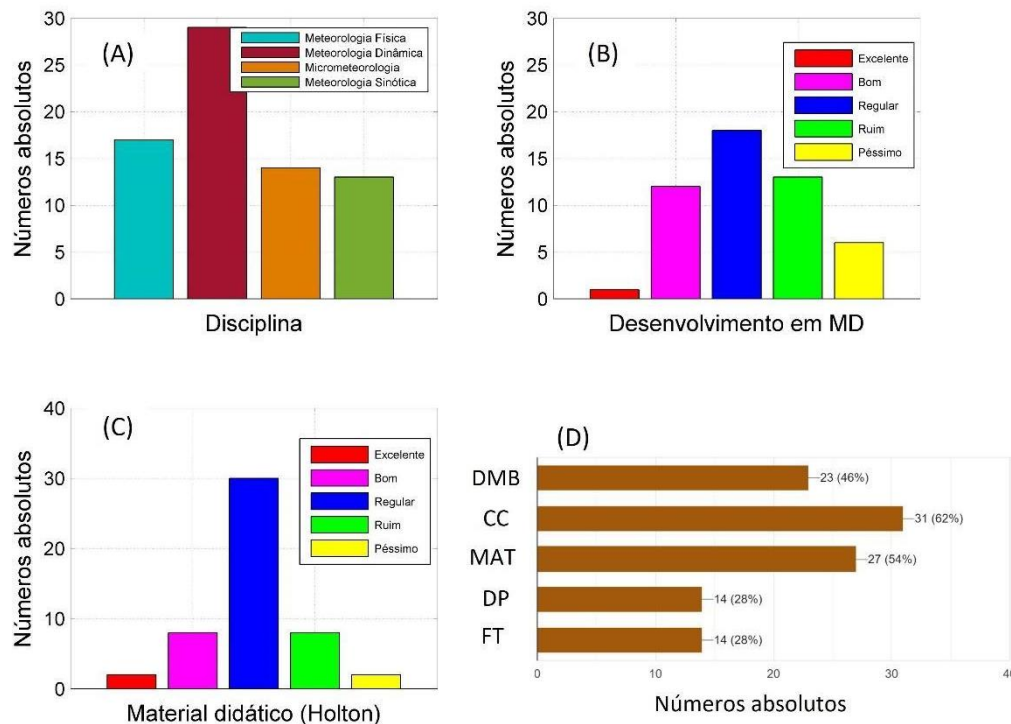 (A)
Números absolutos
30
25
20
15
10
5
0
Meteorologia Física
Meteorologia Dinâmica
Micrometeorologia
Meteorologia Sinótica
Disciplina
(B)
Números absolutos
30
25
20
15
10
5
0
Excelente
Bom
Regular
Ruim
Péssimo
Desenvolvimento em MD
(C)
Números absolutos
40
30
20
10
0
Excelente
Bom
Regular
Ruim
Péssimo
Material didático (Holton)
(D)
DMB 23 (46%)
CC 31 (62%)
MAT 27 (54%)
DP 14 (28%)
FT 14 (28%)
0 10 20 30 40
Números absolutos